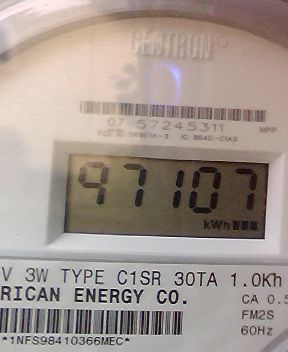 CENTRON®
07 57245311 HPP
97107
kWh
V 3W TYPE C1SR 30TA 1.0Kh
RICAN ENERGY CO. CA 0.5
FM2S
60Hz
*1NFS98410366MEC*